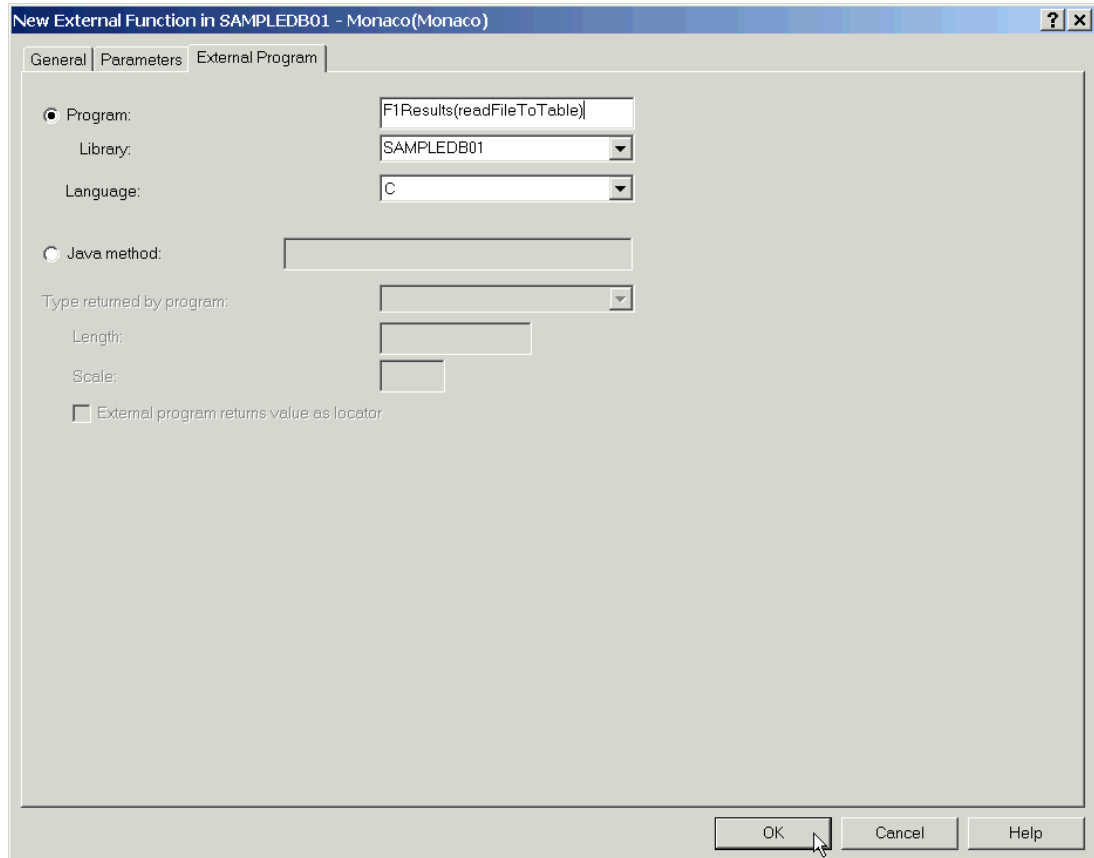 New External Function in SAMPLEDB01 - Monaco(Monaco)
General Parameters External Program
Program: F1Results(readFileToTable)
Library: SAMPLEDB01
Language: C
Java method:
Type returned by program:
Length:
Scale:
External program returns value as locator
OK Cancel Help